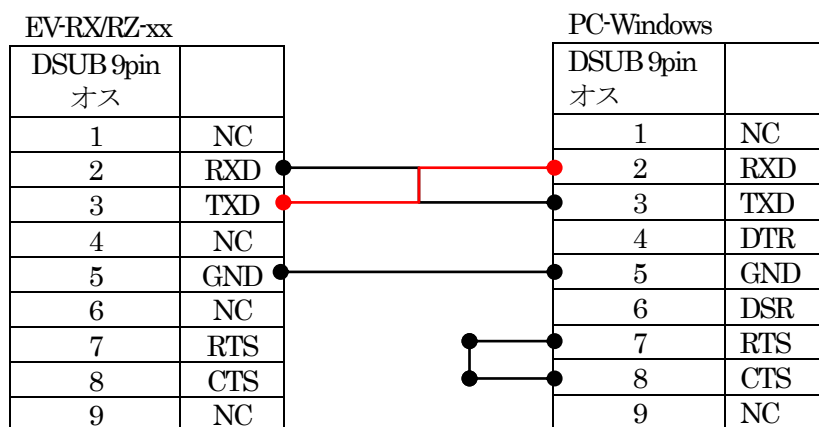 EV-RX/RZ-xx
DSUB 9pin
オス
1 NC
2 RXD
3 TXD
4 NC
5 GND
6 NC
7 RTS
8 CTS
9 NC
PC-Windows
DSUB 9pin
オス
1 NC
2 RXD
3 TXD
4 DTR
5 GND
6 DSR
7 RTS
8 CTS
9 NC